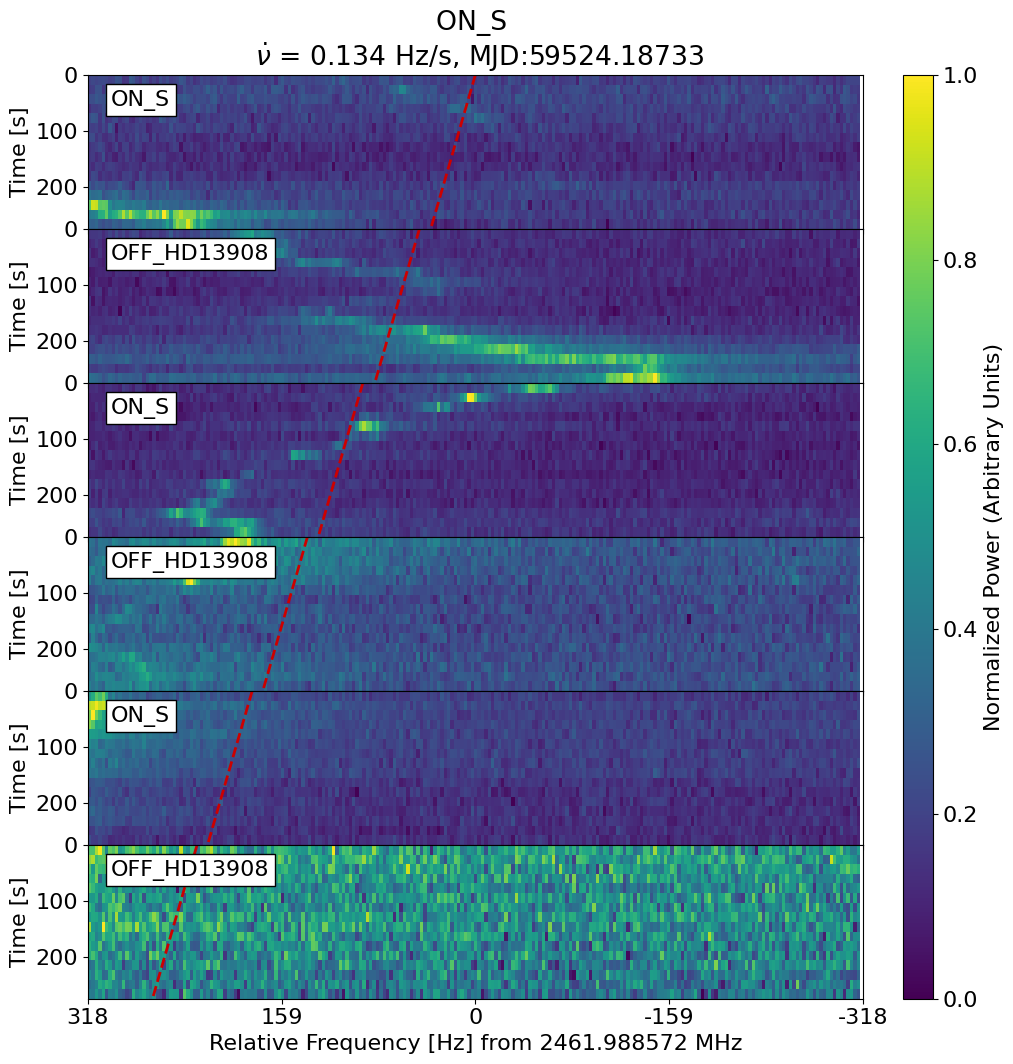 ON_S
ν̇ = 0.134 Hz/s, MJD:59524.18733
0
ON_S
100
200
Time [s]
0
OFF_HD13908
100
200
Time [s]
0
ON_S
100
200
Time [s]
0
OFF_HD13908
100
200
Time [s]
0
ON_S
100
200
Time [s]
0
OFF_HD13908
100
200
Time [s]
318 159 0 -159 -318
Relative Frequency [Hz] from 2461.988572 MHz
1.0
0.8
0.6
0.4
0.2
0.0
Normalized Power (Arbitrary Units)